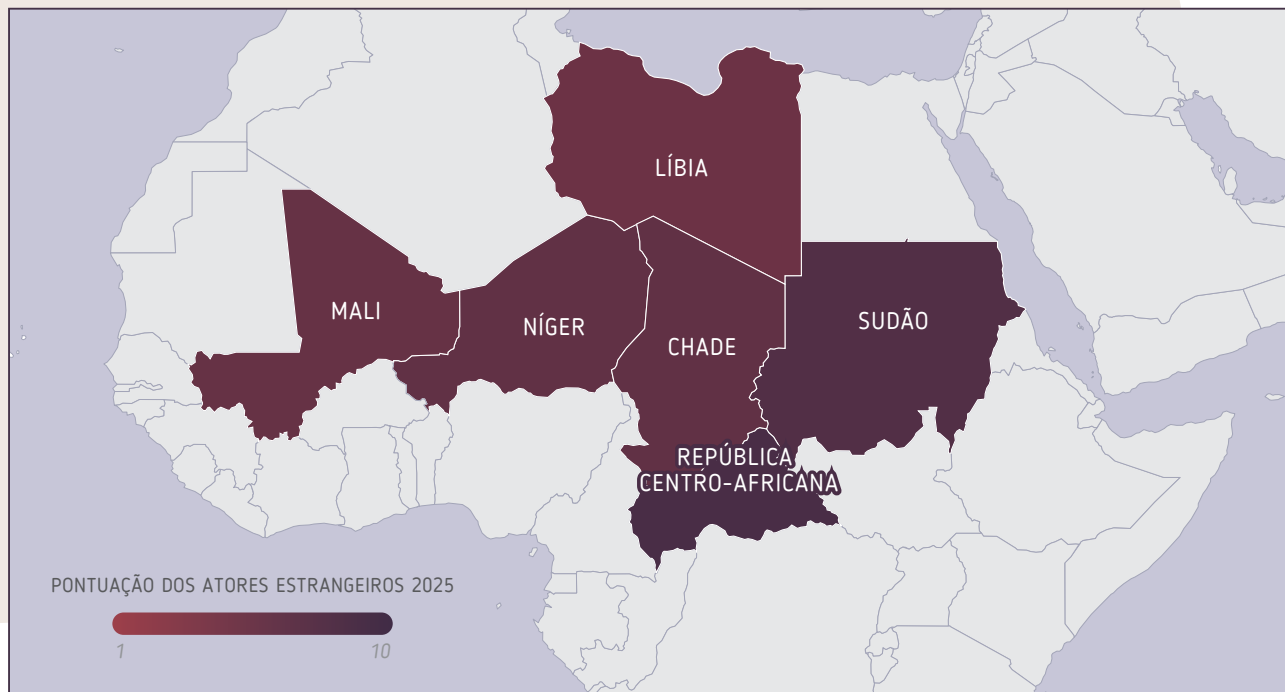 LÍBIA
MALI
NÍGER
CHADE
SUDÃO
REPÚBLICA
CENTRO-AFRICANA
PONTUAÇÃO DOS ATORES ESTRANGEIROS 2025
1
10